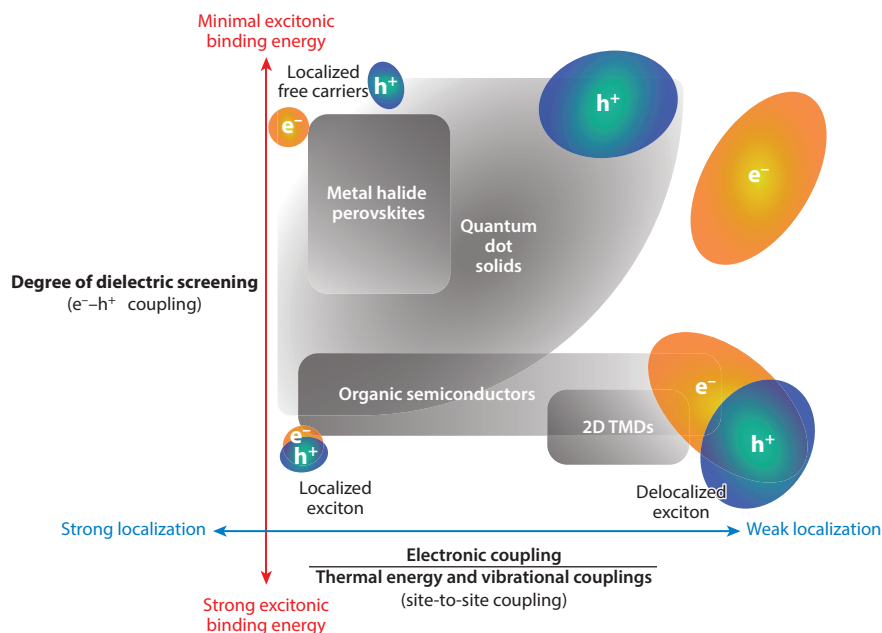 Minimal excitonic
binding energy
Localized
free carriers
h+
e–
h+
e–
Metal halide
perovskites
Quantum
dot
solids
Degree of dielectric screening
(e––h+ coupling)
Organic semiconductors
e–
2D TMDs
h+
e–
h+
Localized
exciton
Delocalized
exciton
Strong localization
Weak localization
Electronic coupling
Thermal energy and vibrational couplings
(site-to-site coupling)
Strong excitonic
binding energy